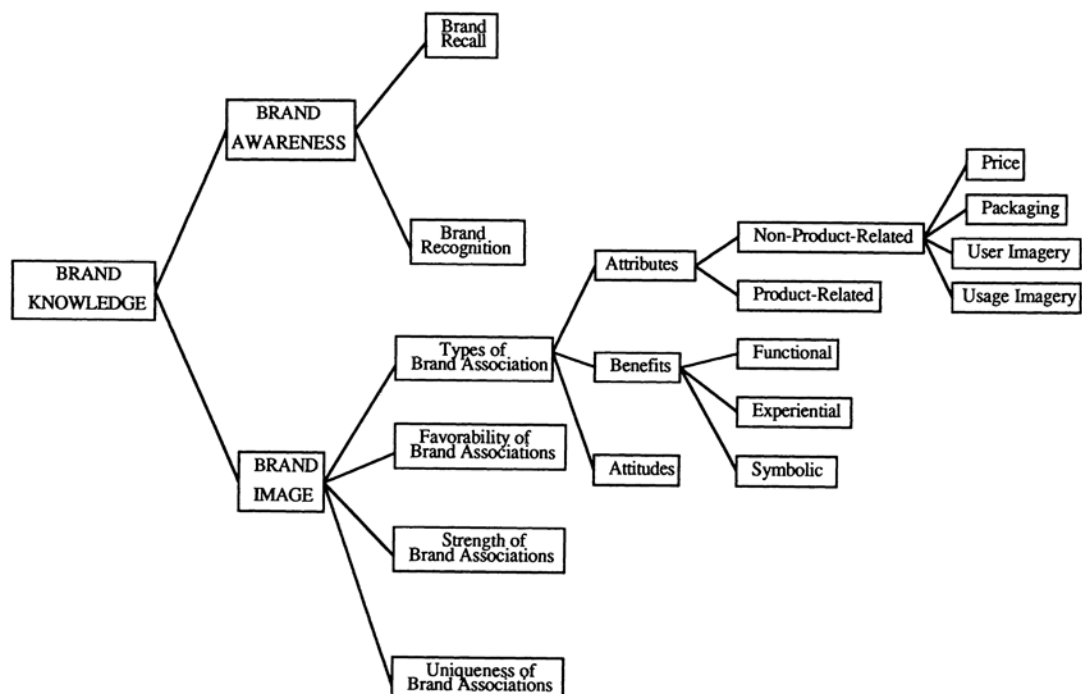 Brand
Recall
BRAND
AWARENESS
Brand
Recognition
BRAND
KNOWLEDGE
Price
Packaging
Non-Product-Related
User Imagery
Attributes
Product-Related
Usage Imagery
Types of
Brand Association
Benefits
Functional
Experiential
Favorability of
Brand Associations
Attitudes
Symbolic
BRAND
IMAGE
Strength of
Brand Associations
Uniqueness of
Brand Associations